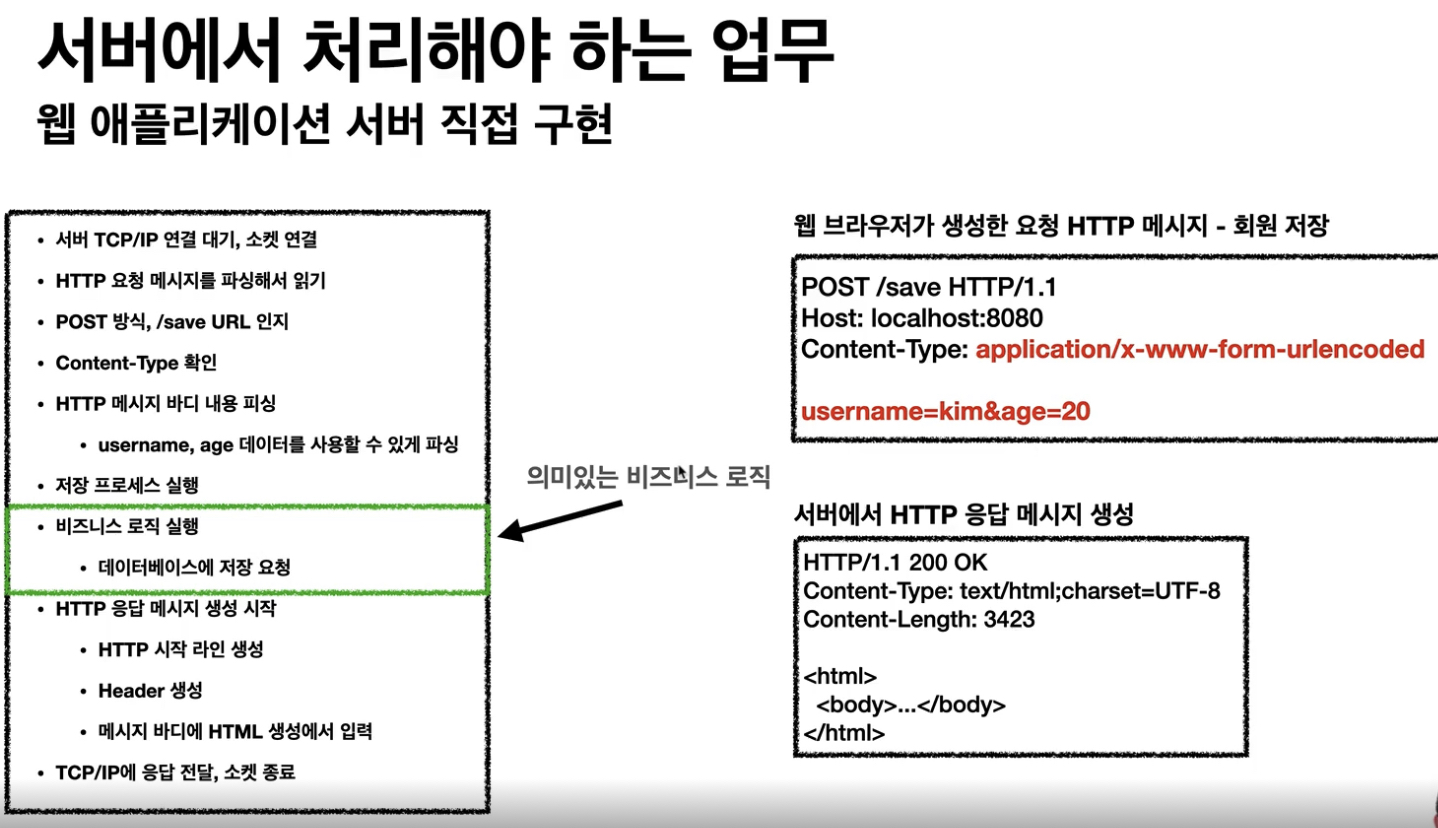 서버에서 처리해야 하는 업무
웹 애플리케이션 서버 직접 구현
• 서버 TCP/IP 연결 대기, 소켓 연결
• HTTP 요청 메시지를 파싱해서 읽기
• POST 방식, /save URL 인지
• Content-Type 확인
• HTTP 메시지 바디 내용 피싱
• username, age 데이터를 사용할 수 있게 파싱
• 저장 프로세스 실행
• 비즈니스 로직 실행
• 데이터베이스에 저장 요청
• HTTP 응답 메시지 생성 시작
• HTTP 시작 라인 생성
• Header 생성
• 메시지 바디에 HTML 생성에서 입력
• TCP/IP에 응답 전달, 소켓 종료
의미있는 비즈니스 로직
웹 브라우저가 생성한 요청 HTTP 메시지 - 회원 저장
POST /save HTTP/1.1
Host: localhost:8080
Content-Type: application/x-www-form-urlencoded
username=kim&age=20
서버에서 HTTP 응답 메시지 생성
HTTP/1.1 200 OK
Content-Type: text/html;charset=UTF-8
Content-Length: 3423
<html>
<body>...</body>
</html>